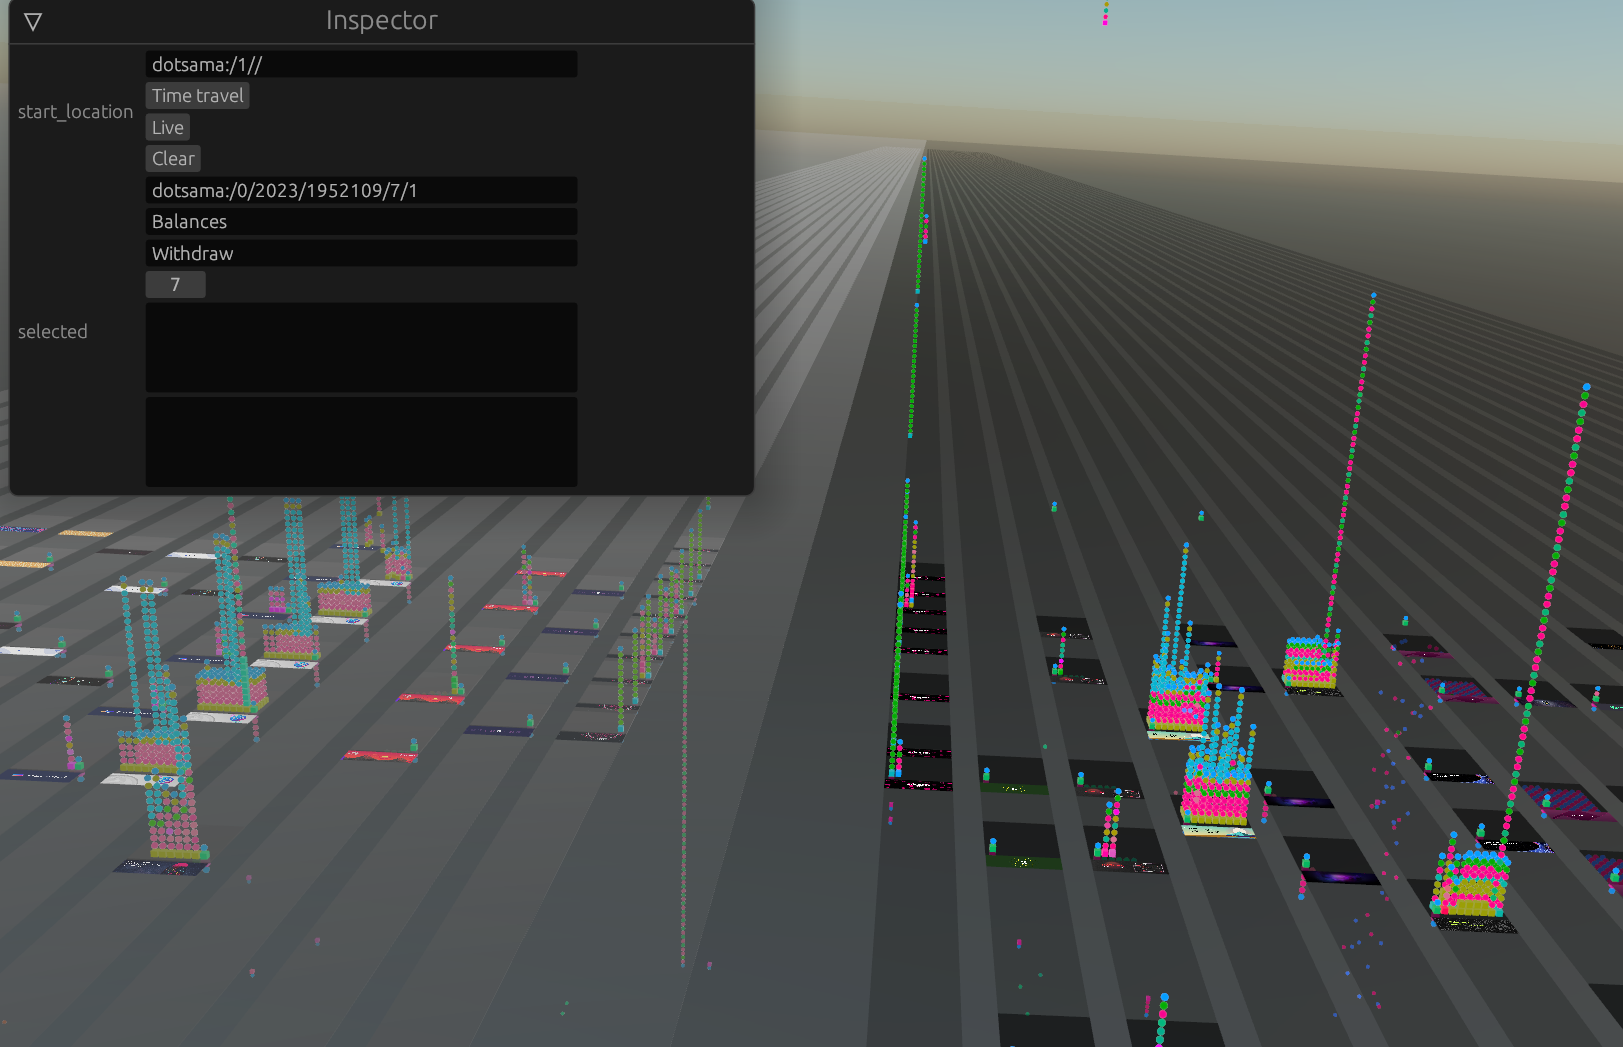 Inspector
start_location
dotsama:/1//
Time travel
Live
Clear
selected
dotsama:/0/2023/1952109/7/1
Balances
Withdraw
7